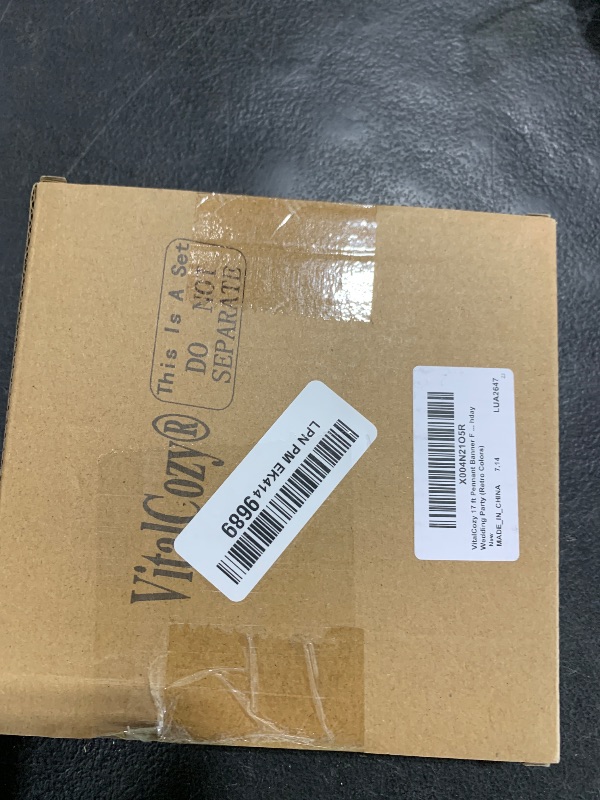 VitalCozy®
This Is A Set
DO NOT
SEPARATE
LPN PM EK4149689
X004N21O5R
VitalCozy 17 ft Pennant Banner F ... hday
Wedding Party (Retro Colors)
New
MADE_IN_CHINA 7.14 LUA2647